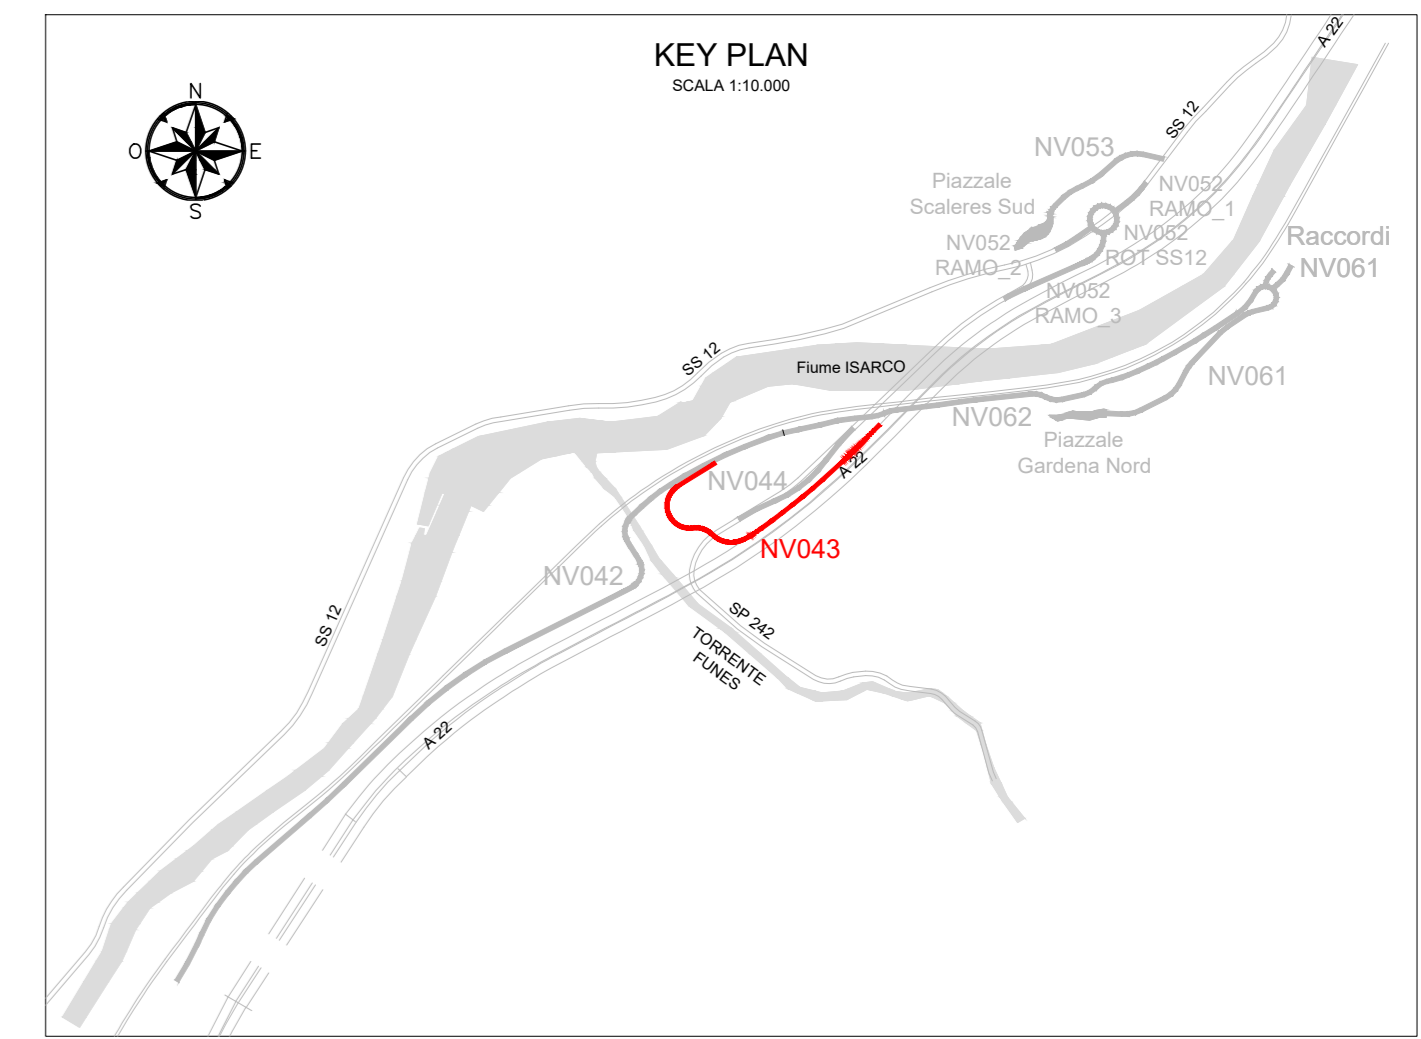 KEY PLAN
SCALA 1:10.000
N
O
E
S
A 22
SS 12
NV053
Piazzale
Scaleres Sud
NV052
RAMO_1
NV052
ROT SS12
NV052
RAMO_2
Raccordi
NV061
NV052
RAMO_3
SS 12
Fiume ISARCO
NV061
NV062
Piazzale
Gardena Nord
A 22
NV044
NV043
NV042
SS 12
SP 242
TORRENTE
FUNES
A 22